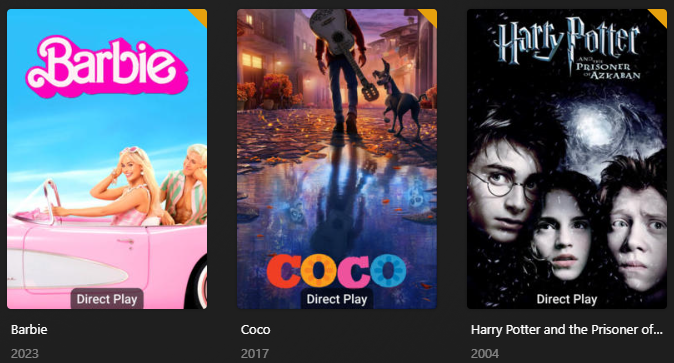 Barbie
Direct Play
Barbie
2023
COCO
Direct Play
Coco
2017
Harry Potter
AND THE
PRISONER OF
AZKABAN
Direct Play
Harry Potter and the Prisoner of...
2004